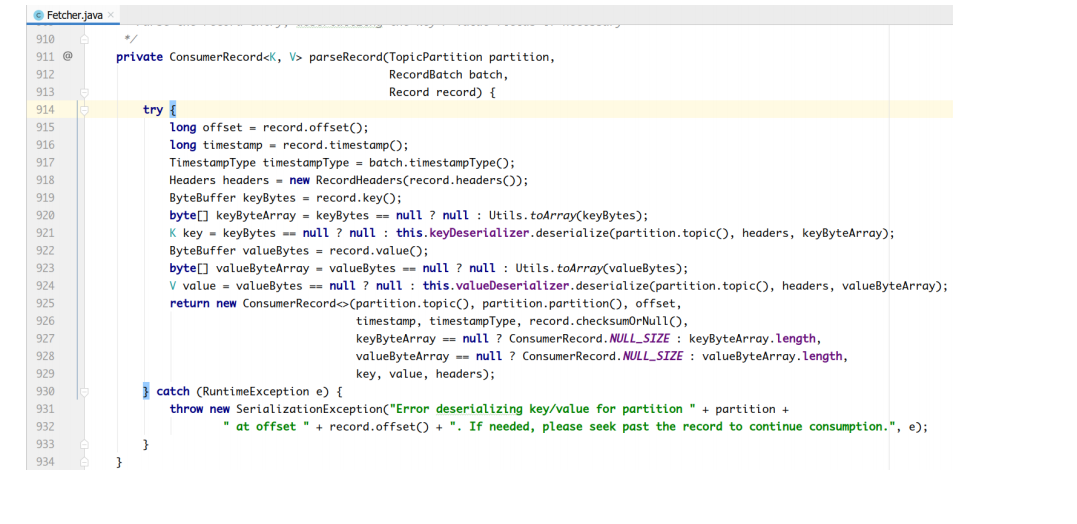 Fetcher.java ×
910 */
911 @ private ConsumerRecord<K, V> parseRecord(TopicPartition partition,
912 RecordBatch batch,
913 Record record) {
914 try {
915 long offset = record.offset();
916 long timestamp = record.timestamp();
917 TimestampType timestampType = batch.timestampType();
918 Headers headers = new RecordHeaders(record.headers());
919 ByteBuffer keyBytes = record.key();
920 byte[] keyByteArray = keyBytes == null ? null : Utils.toArray(keyBytes);
921 K key = keyBytes == null ? null : this.keyDeserializer.deserialize(partition.topic(), headers, keyByteArray);
922 ByteBuffer valueBytes = record.value();
923 byte[] valueByteArray = valueBytes == null ? null : Utils.toArray(valueBytes);
924 V value = valueBytes == null ? null : this.valueDeserializer.deserialize(partition.topic(), headers, valueByteArray);
925 return new ConsumerRecord<>(partition.topic(), partition.partition(), offset,
926 timestamp, timestampType, record.checksumOrNull(),
927 keyByteArray == null ? ConsumerRecord.NULL_SIZE : keyByteArray.length,
928 valueByteArray == null ? ConsumerRecord.NULL_SIZE : valueByteArray.length,
929 key, value, headers);
930 } catch (RuntimeException e) {
931 throw new SerializationException("Error deserializing key/value for partition " + partition +
932 " at offset " + record.offset() + ". If needed, please seek past the record to continue consumption.", e);
933 }
934 }